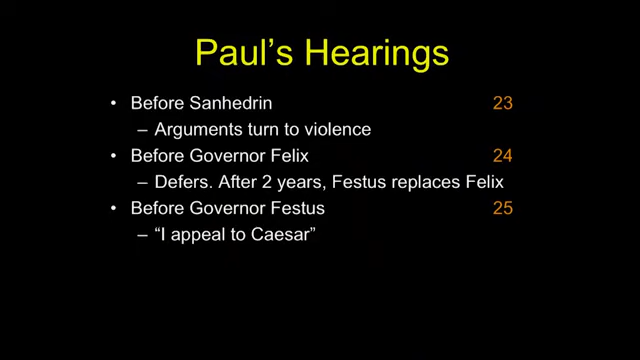 Paul's Hearings
• Before Sanhedrin 23
– Arguments turn to violence
• Before Governor Felix 24
– Defers. After 2 years, Festus replaces Felix
• Before Governor Festus 25
– “I appeal to Caesar”